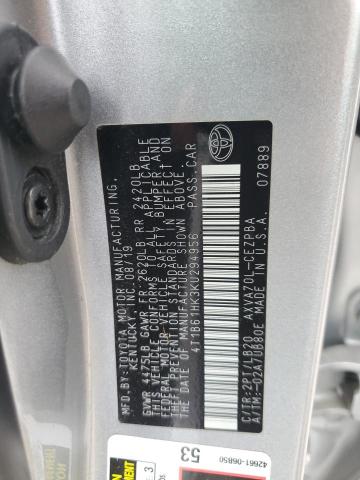 MFD.BY: TOYOTA MOTOR MANUFACTURING,
KENTUCKY, INC. 08/19
GVWR 4475LB GAWR FR. 2620LB RR. 2420LB
THIS VEHICLE CONFORMS TO ALL APPLICABLE
FEDERAL MOTOR VEHICLE SAFETY, BUMPER, AND
THEFT PREVENTION STANDARDS IN EFFECT ON
THE DATE OF MANUFACTURE SHOWN ABOVE.
4T1B61HK3KU294956 PASS.CAR
C/TR: 2PT/LB20 AXVA70L-CEZPBA
A/TM:-02A/UB80E MADE IN U.S.A.
07889
53
42661-06850
3